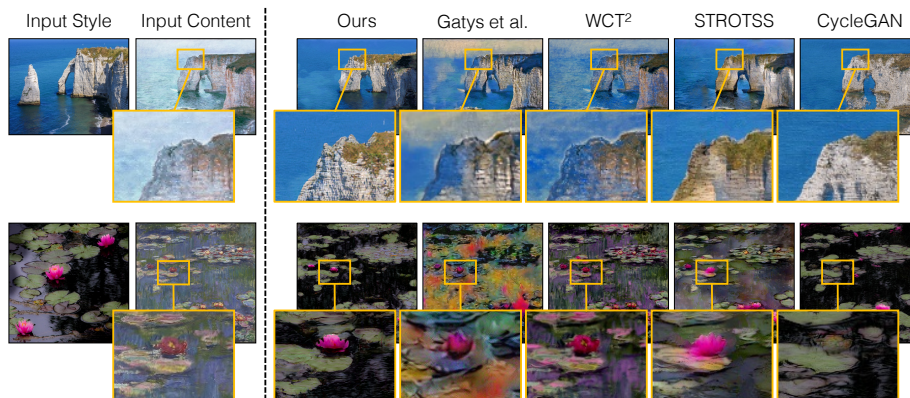 Input Style Input Content Ours Gatys et al. WCT² STROTSS CycleGAN